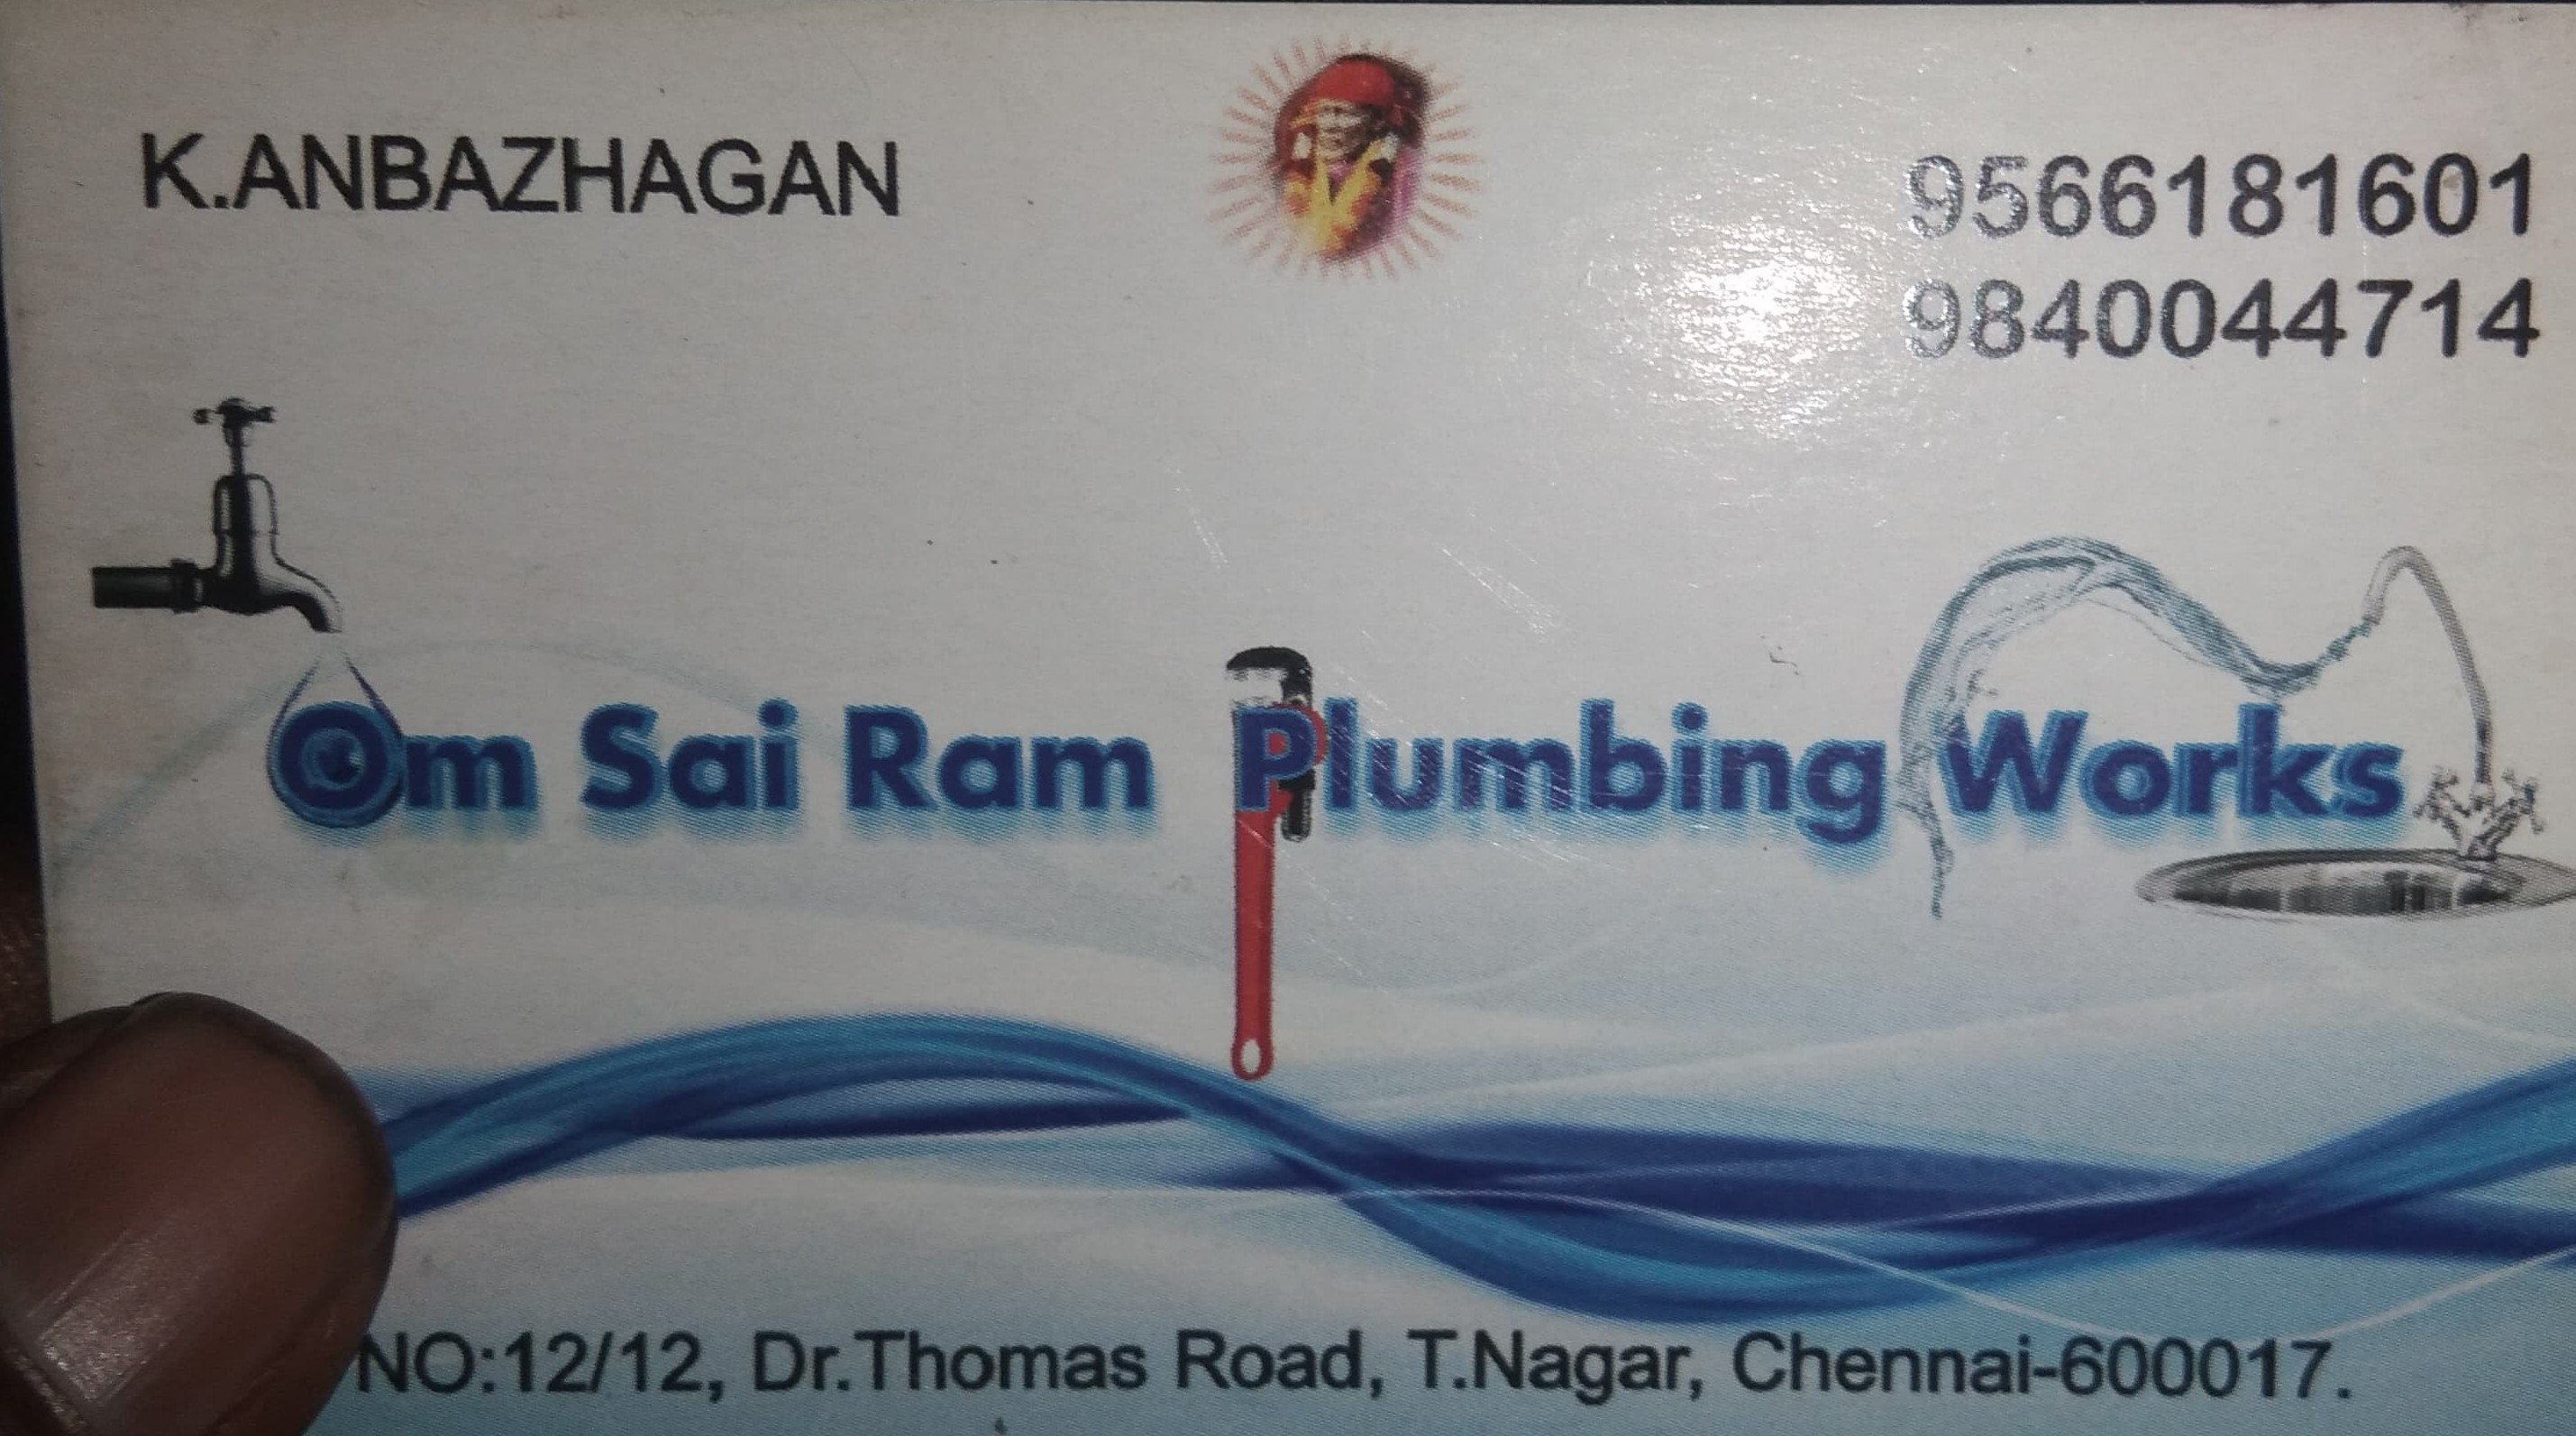 K.ANBAZHAGAN
9566181601
9840044714
Om Sai Ram Plumbing Works
NO:12/12, Dr.Thomas Road, T.Nagar, Chennai-600017.